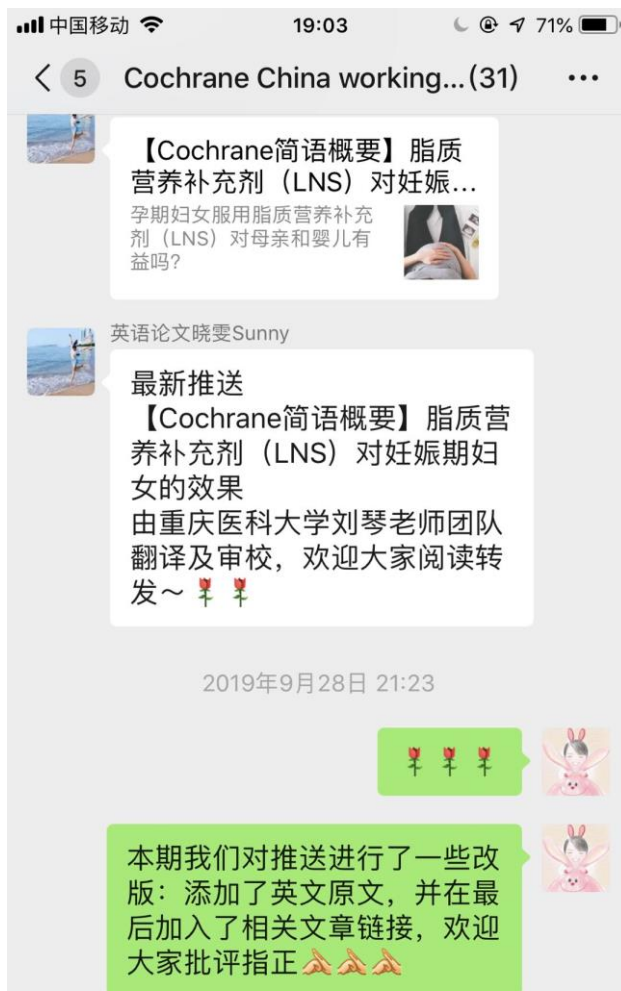 中国移动 19:03 71%
5 Cochrane China working...(31)
【Cochrane简语概要】脂质
营养补充剂（LNS）对妊娠...
孕期妇女服用脂质营养补充
剂（LNS）对母亲和婴儿有
益吗?
英语论文晓雯Sunny
最新推送
【Cochrane简语概要】脂质营
养补充剂（LNS）对妊娠期妇
女的效果
由重庆医科大学刘琴老师团队
翻译及审校，欢迎大家阅读转
发～🌹🌹
2019年9月28日 21:23
🌹🌹🌹
本期我们对推送进行了一些改
版：添加了英文原文，并在最
后加入了相关文章链接，欢迎
大家批评指正👏👏👏